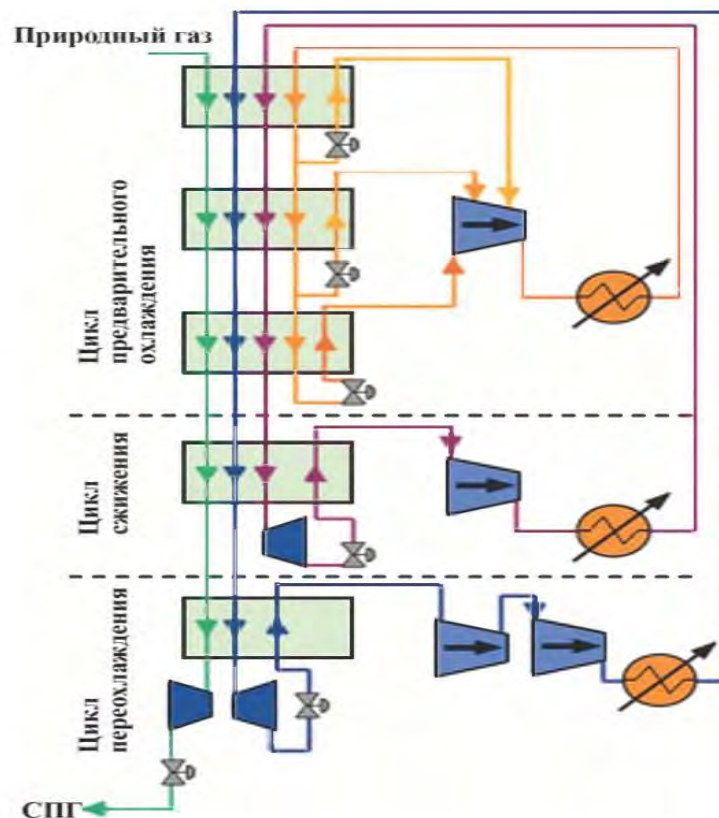 Природный газ
Цикл
предварительного
охлаждения
Цикл
сжижения
Цикл
переохлаждения
СПГ